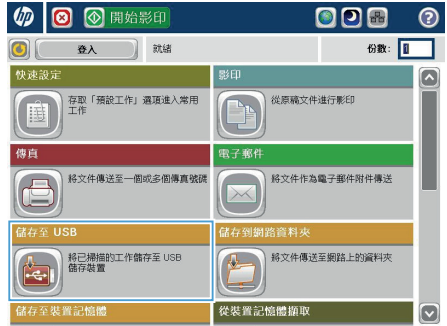 hp
開始影印
?
登入
就緒
份數:
快速設定
影印
存取「預設工作」選項進入常用
工作
從原稿文件進行影印
傳真
電子郵件
將文件傳送至一個或多個傳真號碼
將文件作為電子郵件附件傳送
儲存至 USB
儲存到網路資料夾
將已掃描的工作儲存至 USB
儲存裝置
將文件傳送至網路上的資料夾
儲存至裝置記憶體
從裝置記憶體擷取